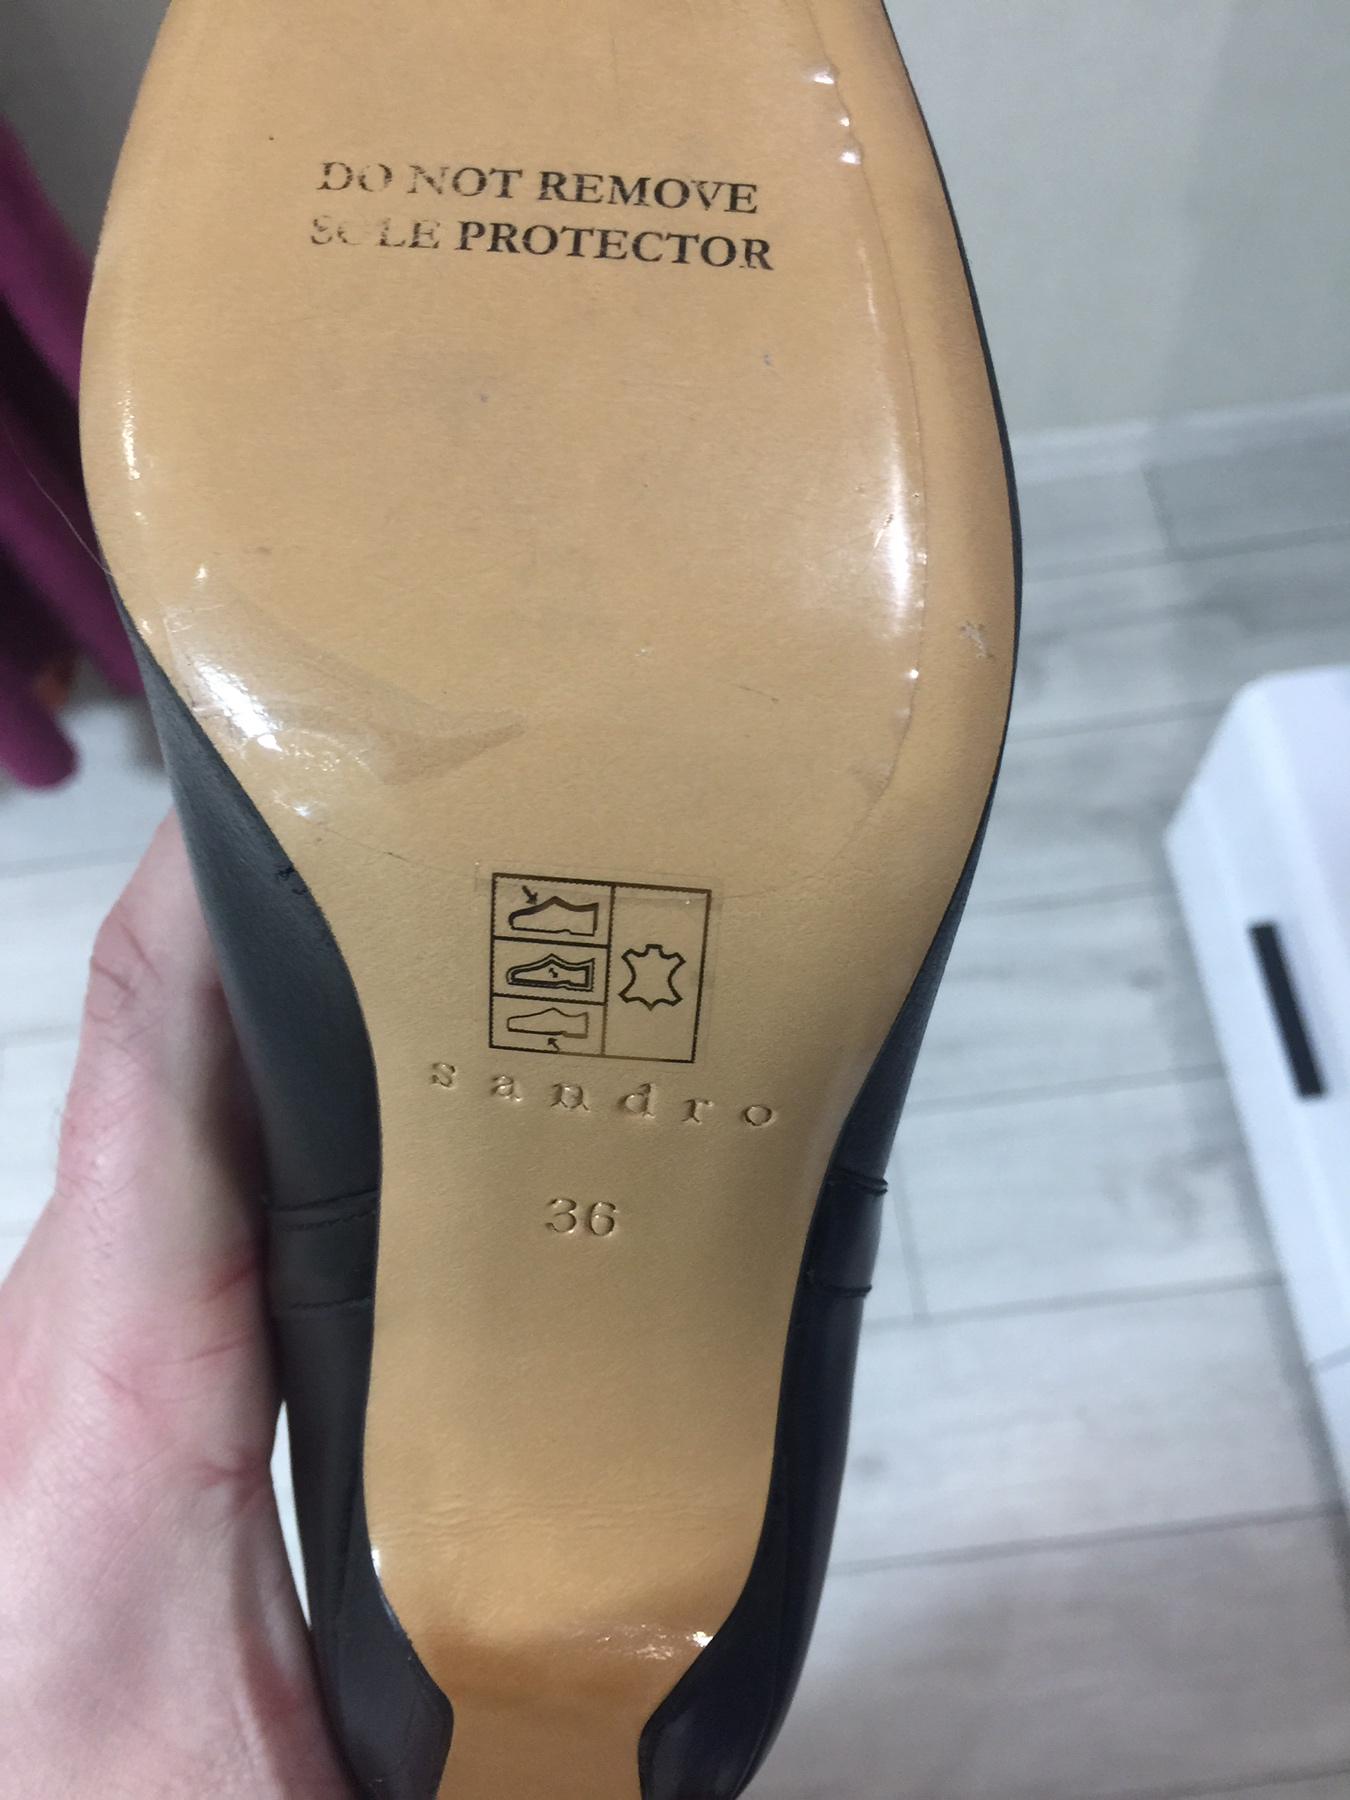 DO NOT REMOVE
SOLE PROTECTOR
sandro
36